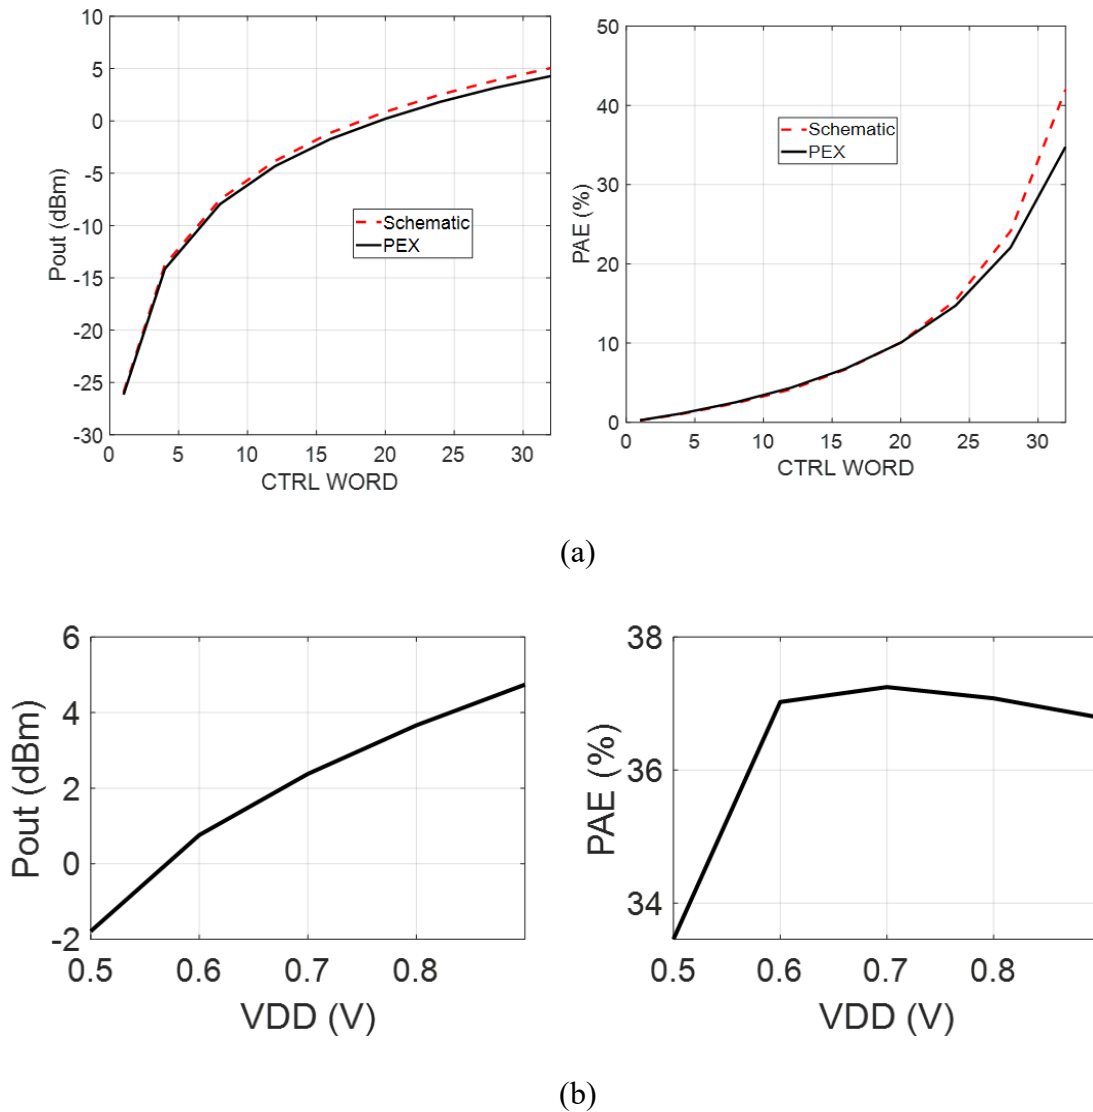 10
5
0
-5
-10
-15
-20
-25
-30
Pout (dBm)
Schematic
PEX
0 5 10 15 20 25 30
CTRL WORD
50
40
30
20
10
0
PAE (%)
Schematic
PEX
0 5 10 15 20 25 30
CTRL WORD
(a)
6
4
2
0
-2
Pout (dBm)
0.5 0.6 0.7 0.8
VDD (V)
38
36
34
PAE (%)
0.5 0.6 0.7 0.8
VDD (V)
(b)